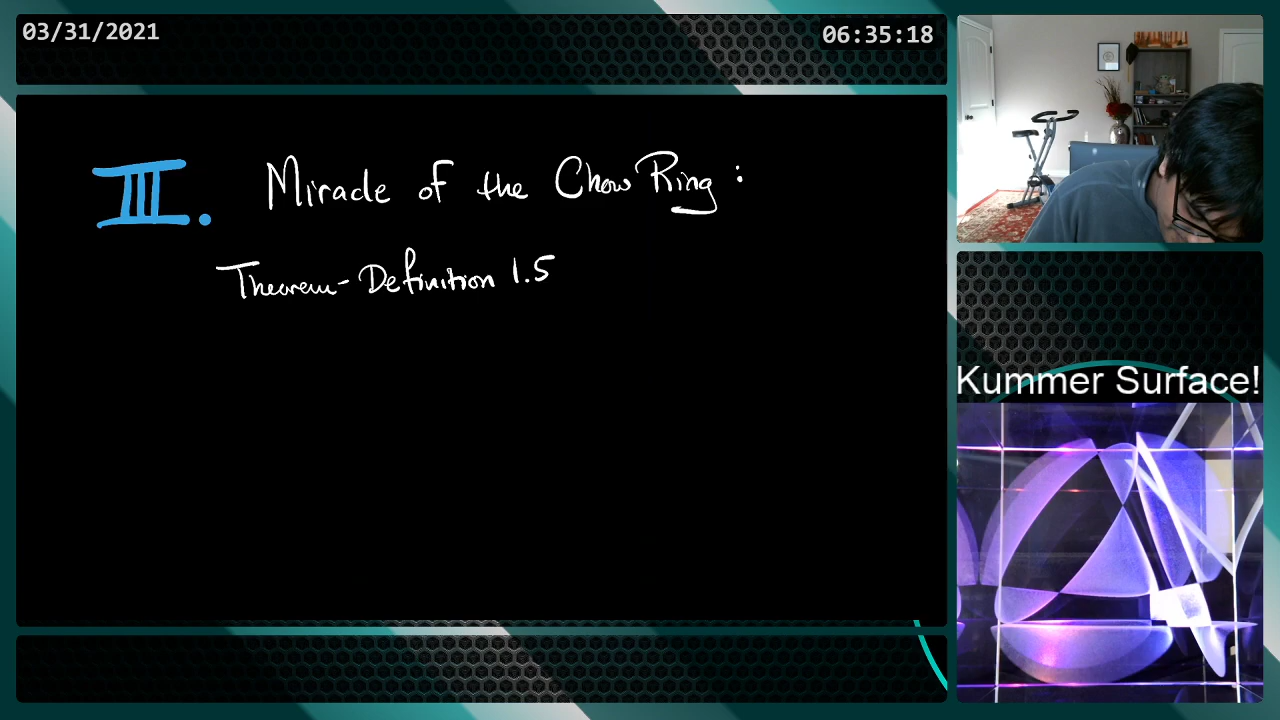 03/31/2021
06:35:18
III. Miracle of the Chow Ring:
Theorem-Definition 1.5
Kummer Surface!